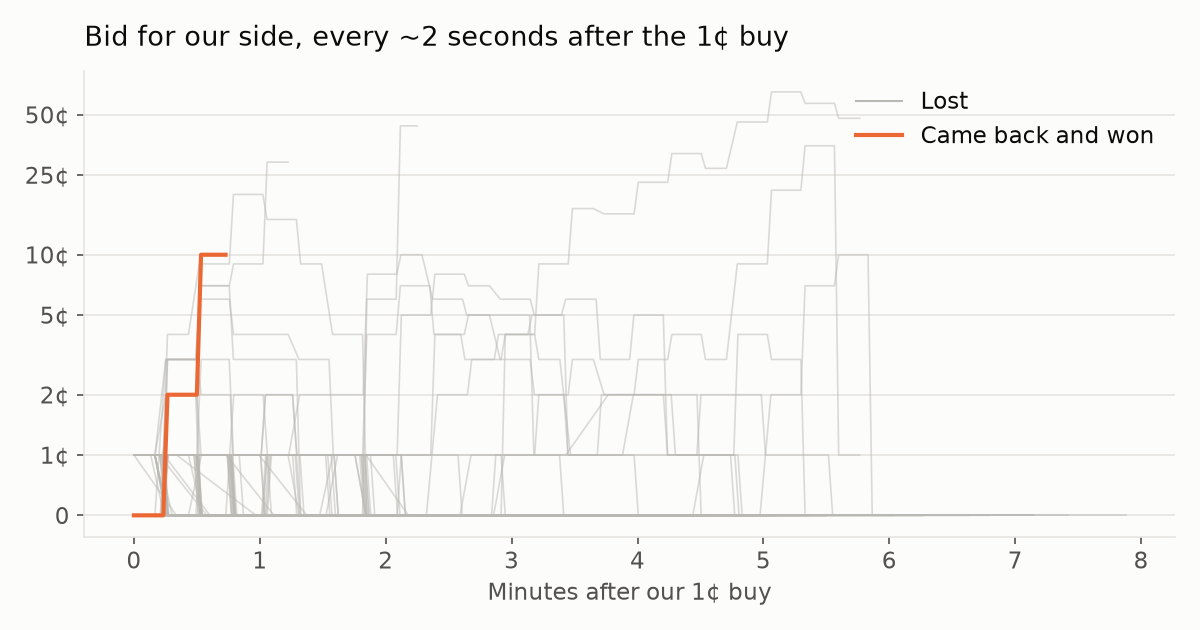 Bid for our side, every ~2 seconds after the 1¢ buy
Lost
Came back and won
50¢
25¢
10¢
5¢
2¢
1¢
0
0 1 2 3 4 5 6 7 8
Minutes after our 1¢ buy